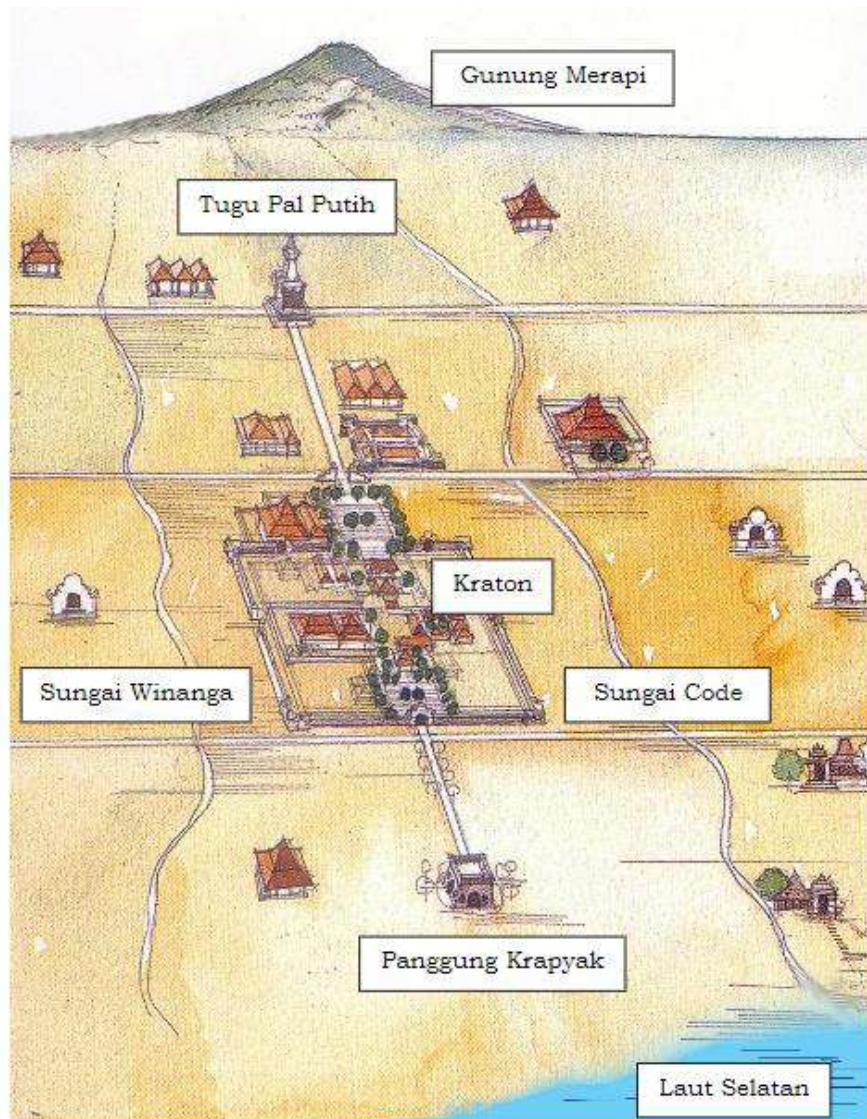 Gunung Merapi
Tugu Pal Putih
Kraton
Sungai Winanga
Sungai Code
Panggung Krapyak
Laut Selatan